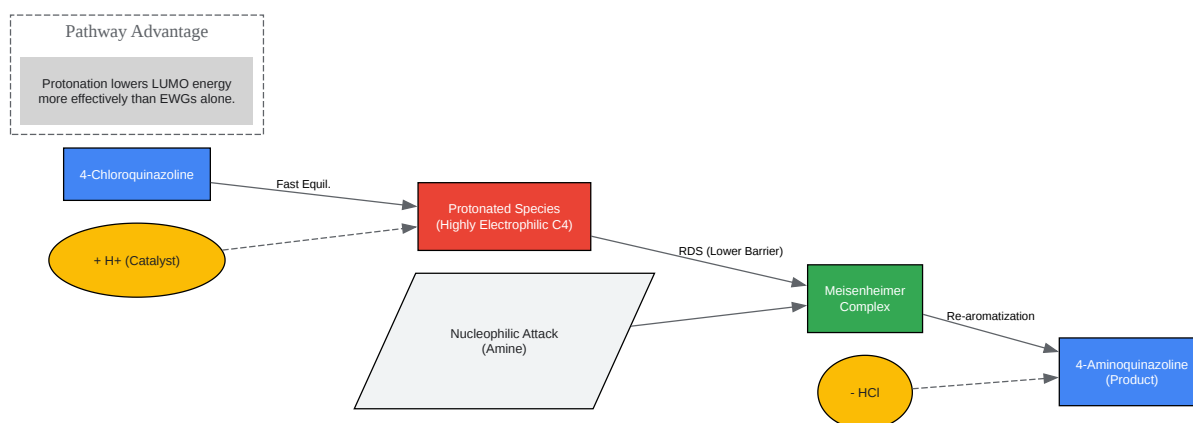 Pathway Advantage
Protonation lowers LUMO energy
more effectively than EWGs alone.
4-Chloroquinazoline
Fast Equil.
+ H+ (Catalyst)
Protonated Species
(Highly Electrophilic C4)
RDS (Lower Barrier)
Nucleophilic Attack
(Amine)
Meisenheimer
Complex
Re-aromatization
- HCl
4-Aminoquinazoline
(Product)